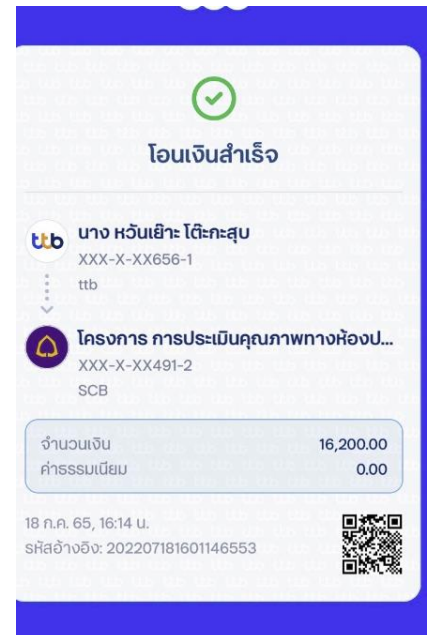 โอนเงินสำเร็จ
ttb
นาง หวันเย๊าะ โต๊ะกะสุบ
XXX-X-XX656-1
ttb
โครงการ การประเมินคุณภาพทางห้องป...
XXX-X-XX491-2
SCB
จำนวนเงิน 16,200.00
ค่าธรรมเนียม 0.00
18 ก.ค. 65, 16:14 น.
รหัสอ้างอิง: 202207181601146553